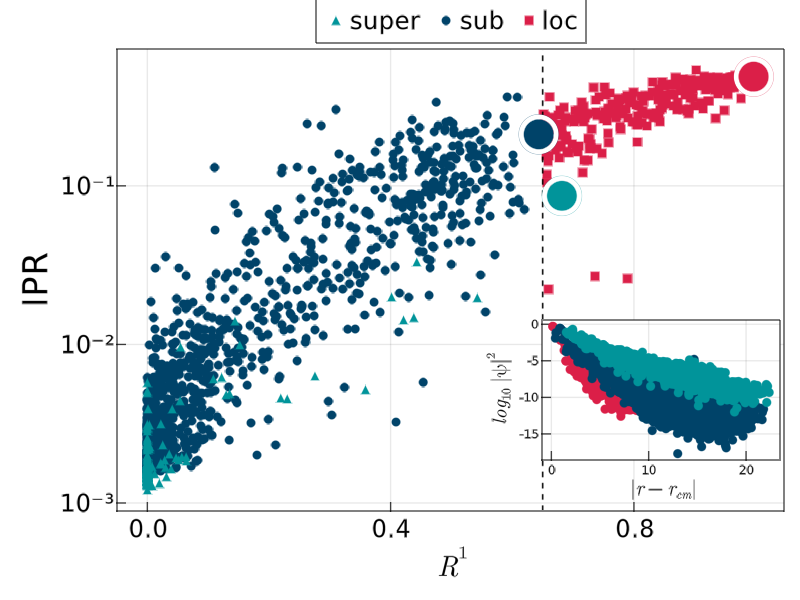 super sub loc
IPR
10⁻¹
10⁻²
10⁻³
0.0 0.4 0.8
R¹
log₁₀ |ψ|²
0
-5
-10
-15
0 10 20
|r − r_cm|